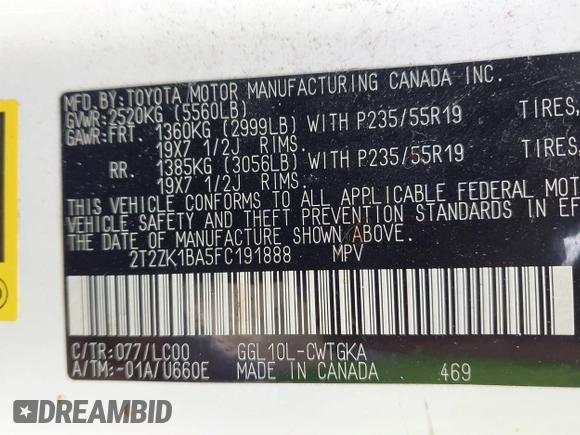 MFD.BY:TOYOTA MOTOR MANUFACTURING CANADA INC.
GVWR:2520KG (5560LB)
GAWR:FRT 1360KG (2999LB) WITH P235/55R19 TIRES,
19X7 1/2J RIMS.
RR. 1385KG (3056LB) WITH P235/55R19 TIRES,
19X7 1/2J RIMS.
THIS VEHICLE CONFORMS TO ALL APPLICABLE FEDERAL MOT
VEHICLE SAFETY AND THEFT PREVENTION STANDARDS IN EF
THE DATE OF MANUFACTURE SHOWN ABOVE.
2T2ZK1BA5FC191888 MPV
C/TR:077/LC00 GGL10L-CWTGKA
A/TM:-01A/U660E MADE IN CANADA 469
DREAMBID